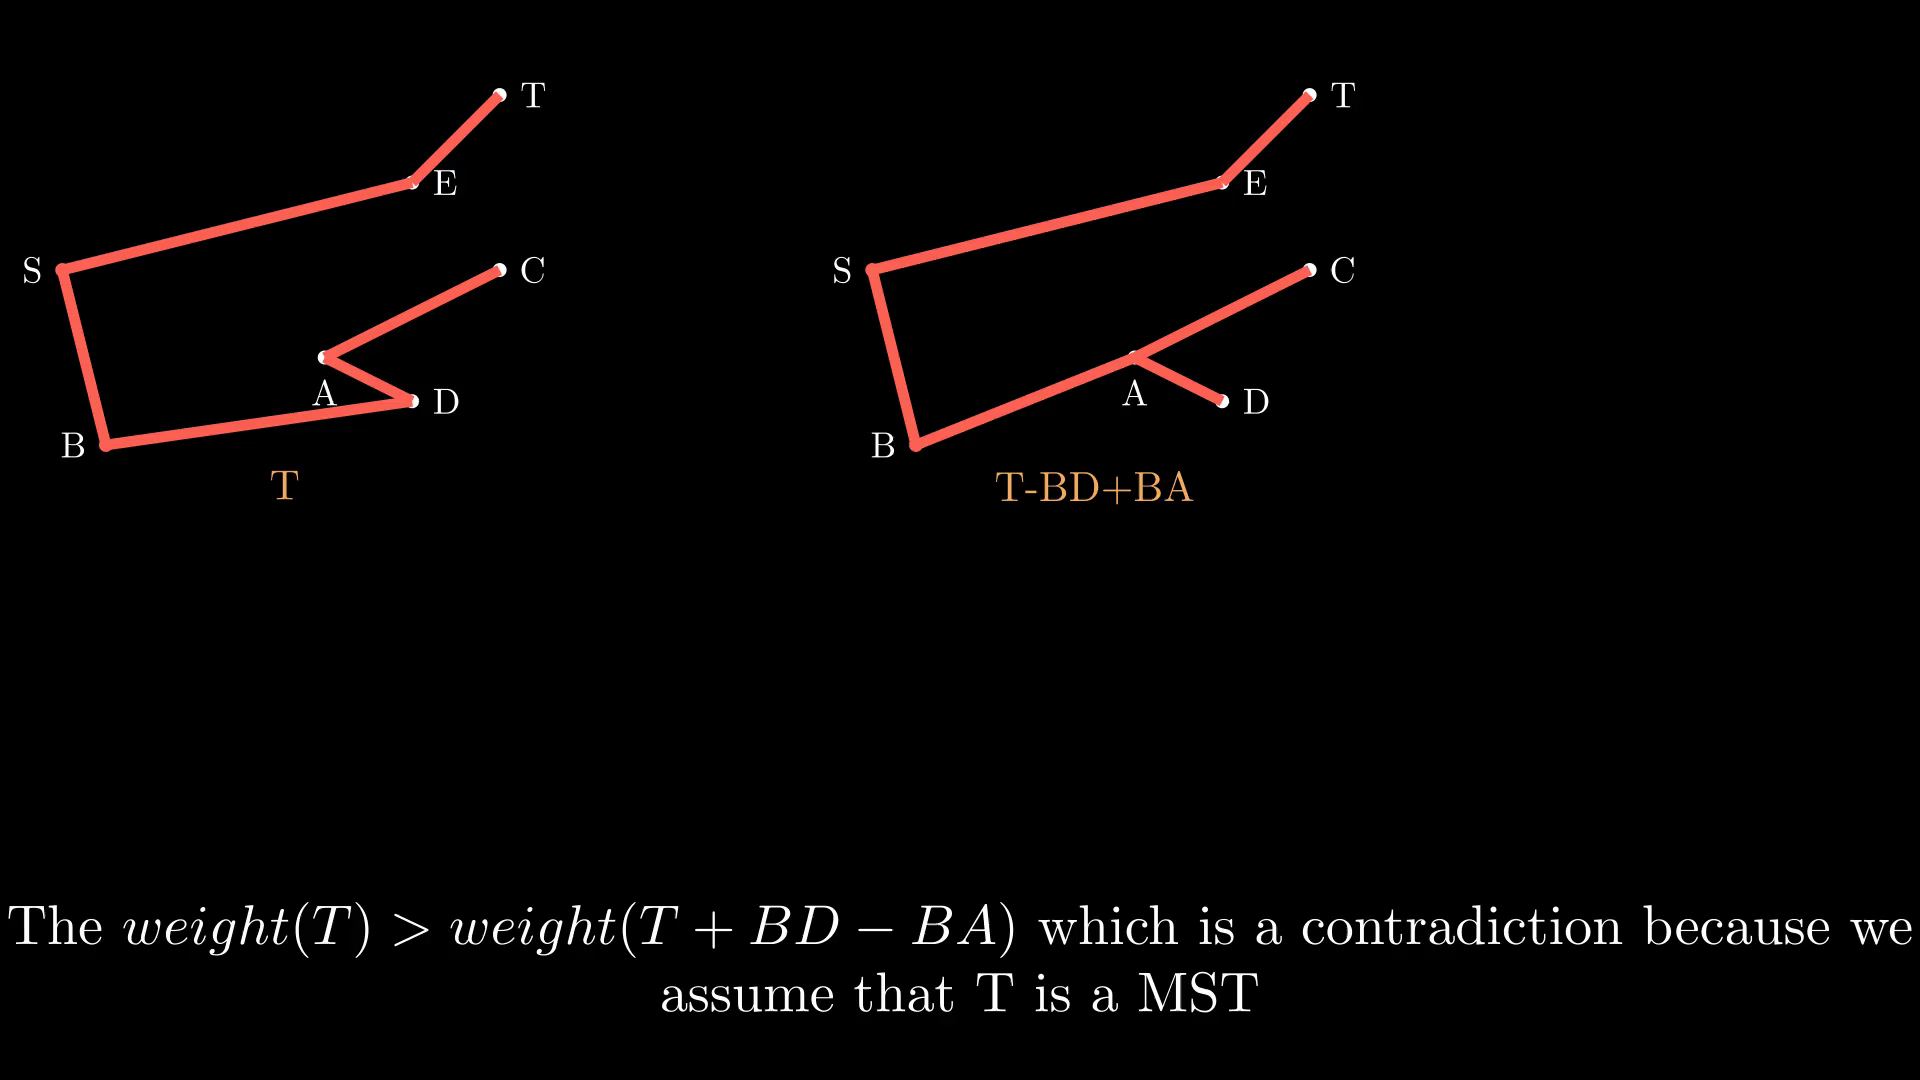 T
T
E
E
S
C
S
C
A
D
A
D
B
B
T
T-BD+BA
The weight(T) > weight(T + BD − BA) which is a contradiction because we
assume that T is a MST